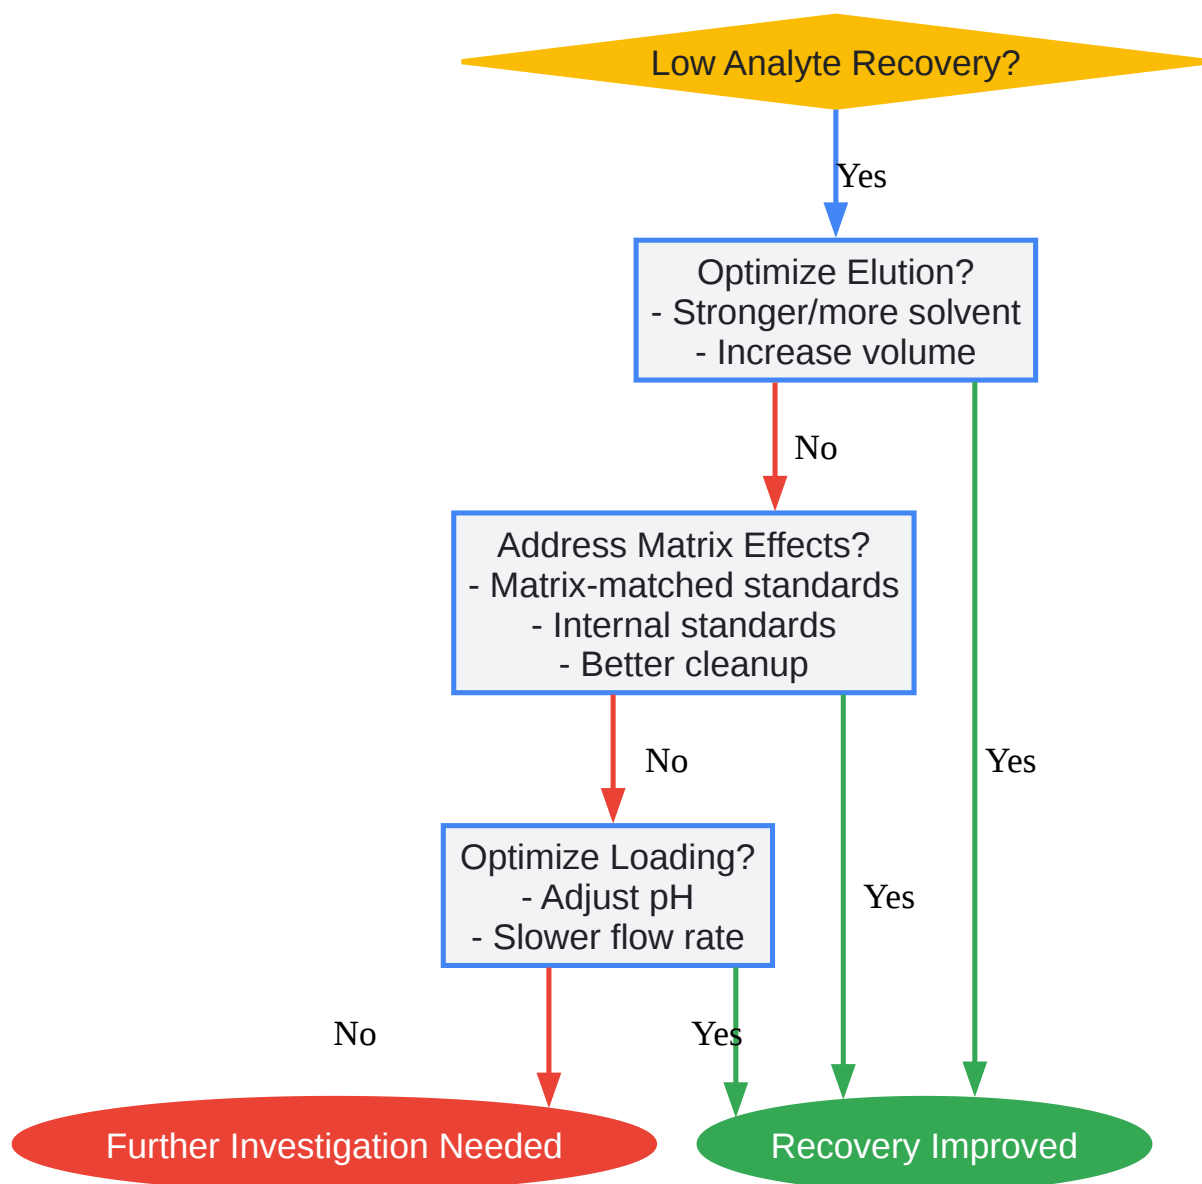 Low Analyte Recovery?
Yes
Optimize Elution?
- Stronger/more solvent
- Increase volume
No
Address Matrix Effects?
- Matrix-matched standards
- Internal standards
- Better cleanup
No
Yes
Optimize Loading?
- Adjust pH
- Slower flow rate
Yes
No
Yes
Further Investigation Needed
Recovery Improved